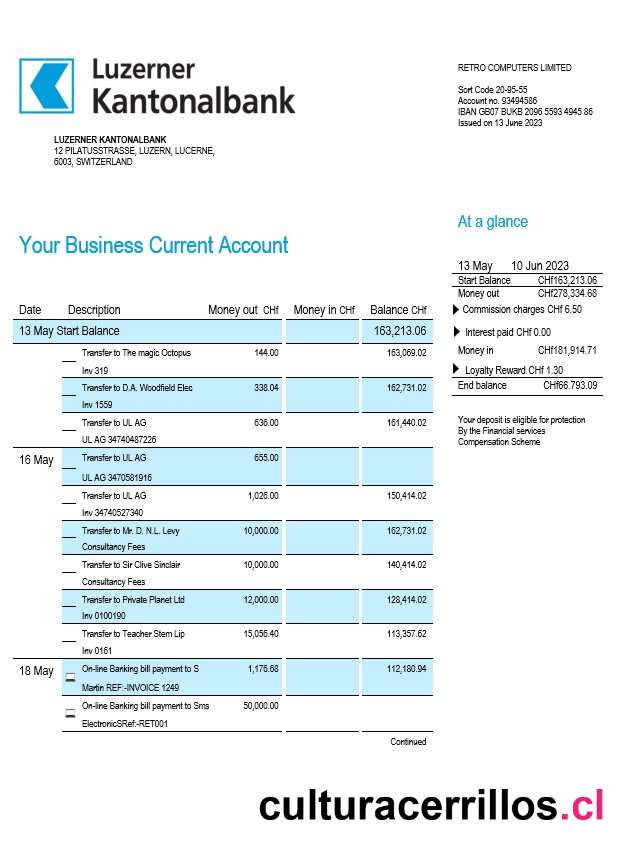 Luzerner
Kantonalbank
LUZERNER KANTONALBANK
12 PILATUSSTRASSE, LUZERN, LUCERNE,
6003, SWITZERLAND
RETRO COMPUTERS LIMITED
Sort Code 20-95-55
Account no. 93494586
IBAN GB07 BUKB 2096 5593 4945 86
Issued on 13 June 2023
Your Business Current Account
At a glance
13 May 10 Jun 2023
Start Balance CHf163,213.06
Money out CHf278,334.68
Commission charges CHf 6.50
Interest paid CHf 0.00
Money in CHf181,914.71
Loyalty Reward CHf 1.30
End balance CHf66,793.09
Your deposit is eligible for protection
By the Financial services
Compensation Scheme
Date Description Money out CHf Money in CHf Balance CHf
13 May Start Balance 163,213.06
Transfer to The magic Octopus 144.00 163,069.02
Inv 319
Transfer to D.A. Woodfield Elec 338.04 162,731.02
Inv 1559
Transfer to UL AG 636.00 161,440.02
UL AG 34740487226
16 May Transfer to UL AG 655.00
UL AG 3470581916
Transfer to UL AG 1,026.00 150,414.02
Inv 34740527340
Transfer to Mr. D. N.L. Levy 10,000.00 162,731.02
Consultancy Fees
Transfer to Sir Clive Sinclair 10,000.00 140,414.02
Consultancy Fees
Transfer to Private Planet Ltd 12,000.00 128,414.02
Inv 0100190
Transfer to Teacher Stem Lip 15,056.40 113,357.62
Inv 0161
18 May On-line Banking bill payment to S 1,176.68 112,180.94
Martin REF:-INVOICE 1249
On-line Banking bill payment to Sms 50,000.00
ElectronicSRef:-RET001
Continued
culturacerrillos.cl